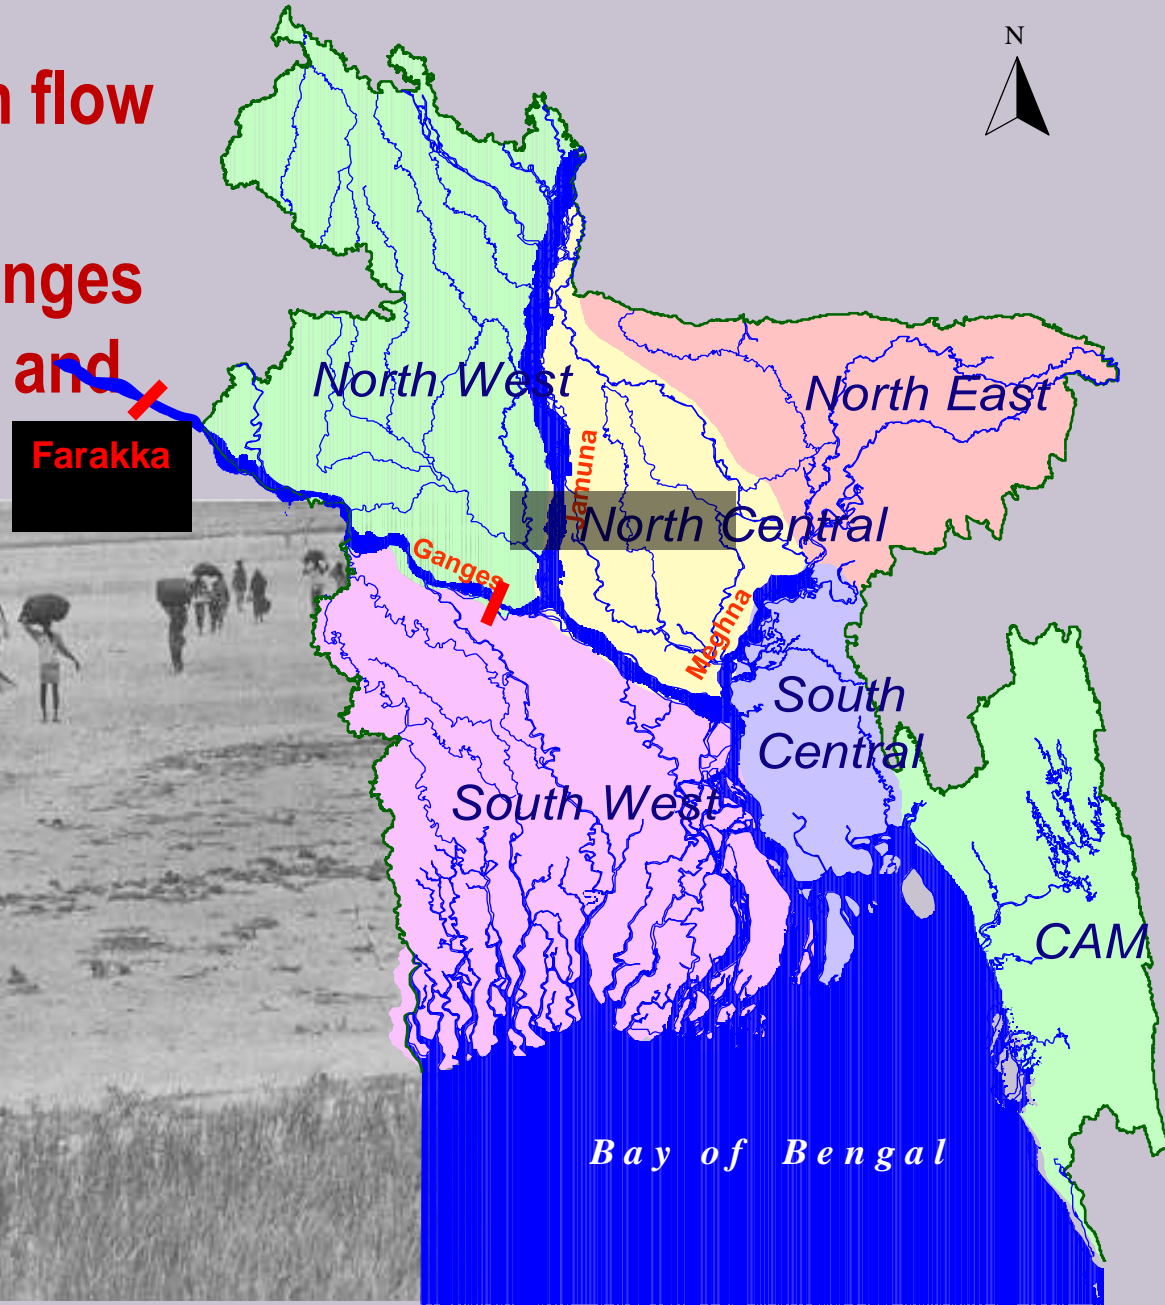 N
n flow
nges
and
North West
North East
Farakka
Jamuna
North Central
Ganges
Meghna
South
Central
South West
CAM
Bay of Bengal